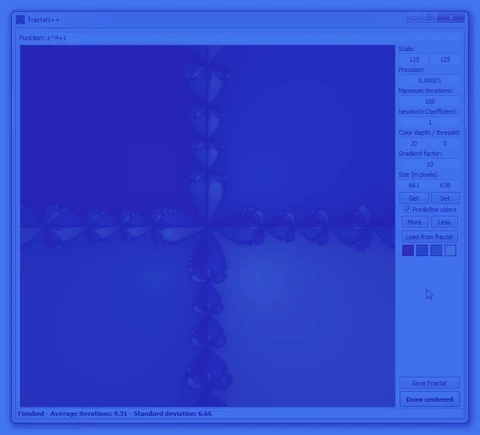 Fractals++
Function: z^4+1
Scale:
125 125
Precision:
0.00001
Maximum iterations:
100
Newton's Coefficient:
1
Color depth / threshold:
20 0
Gradient factor:
10
Size (in pixels)
661 638
Get Set
Predefine colors
More Less
Load from fractal
Save Fractal
Draw centered
Finished - Average iterations: 9.31 - Standard deviation: 6.66